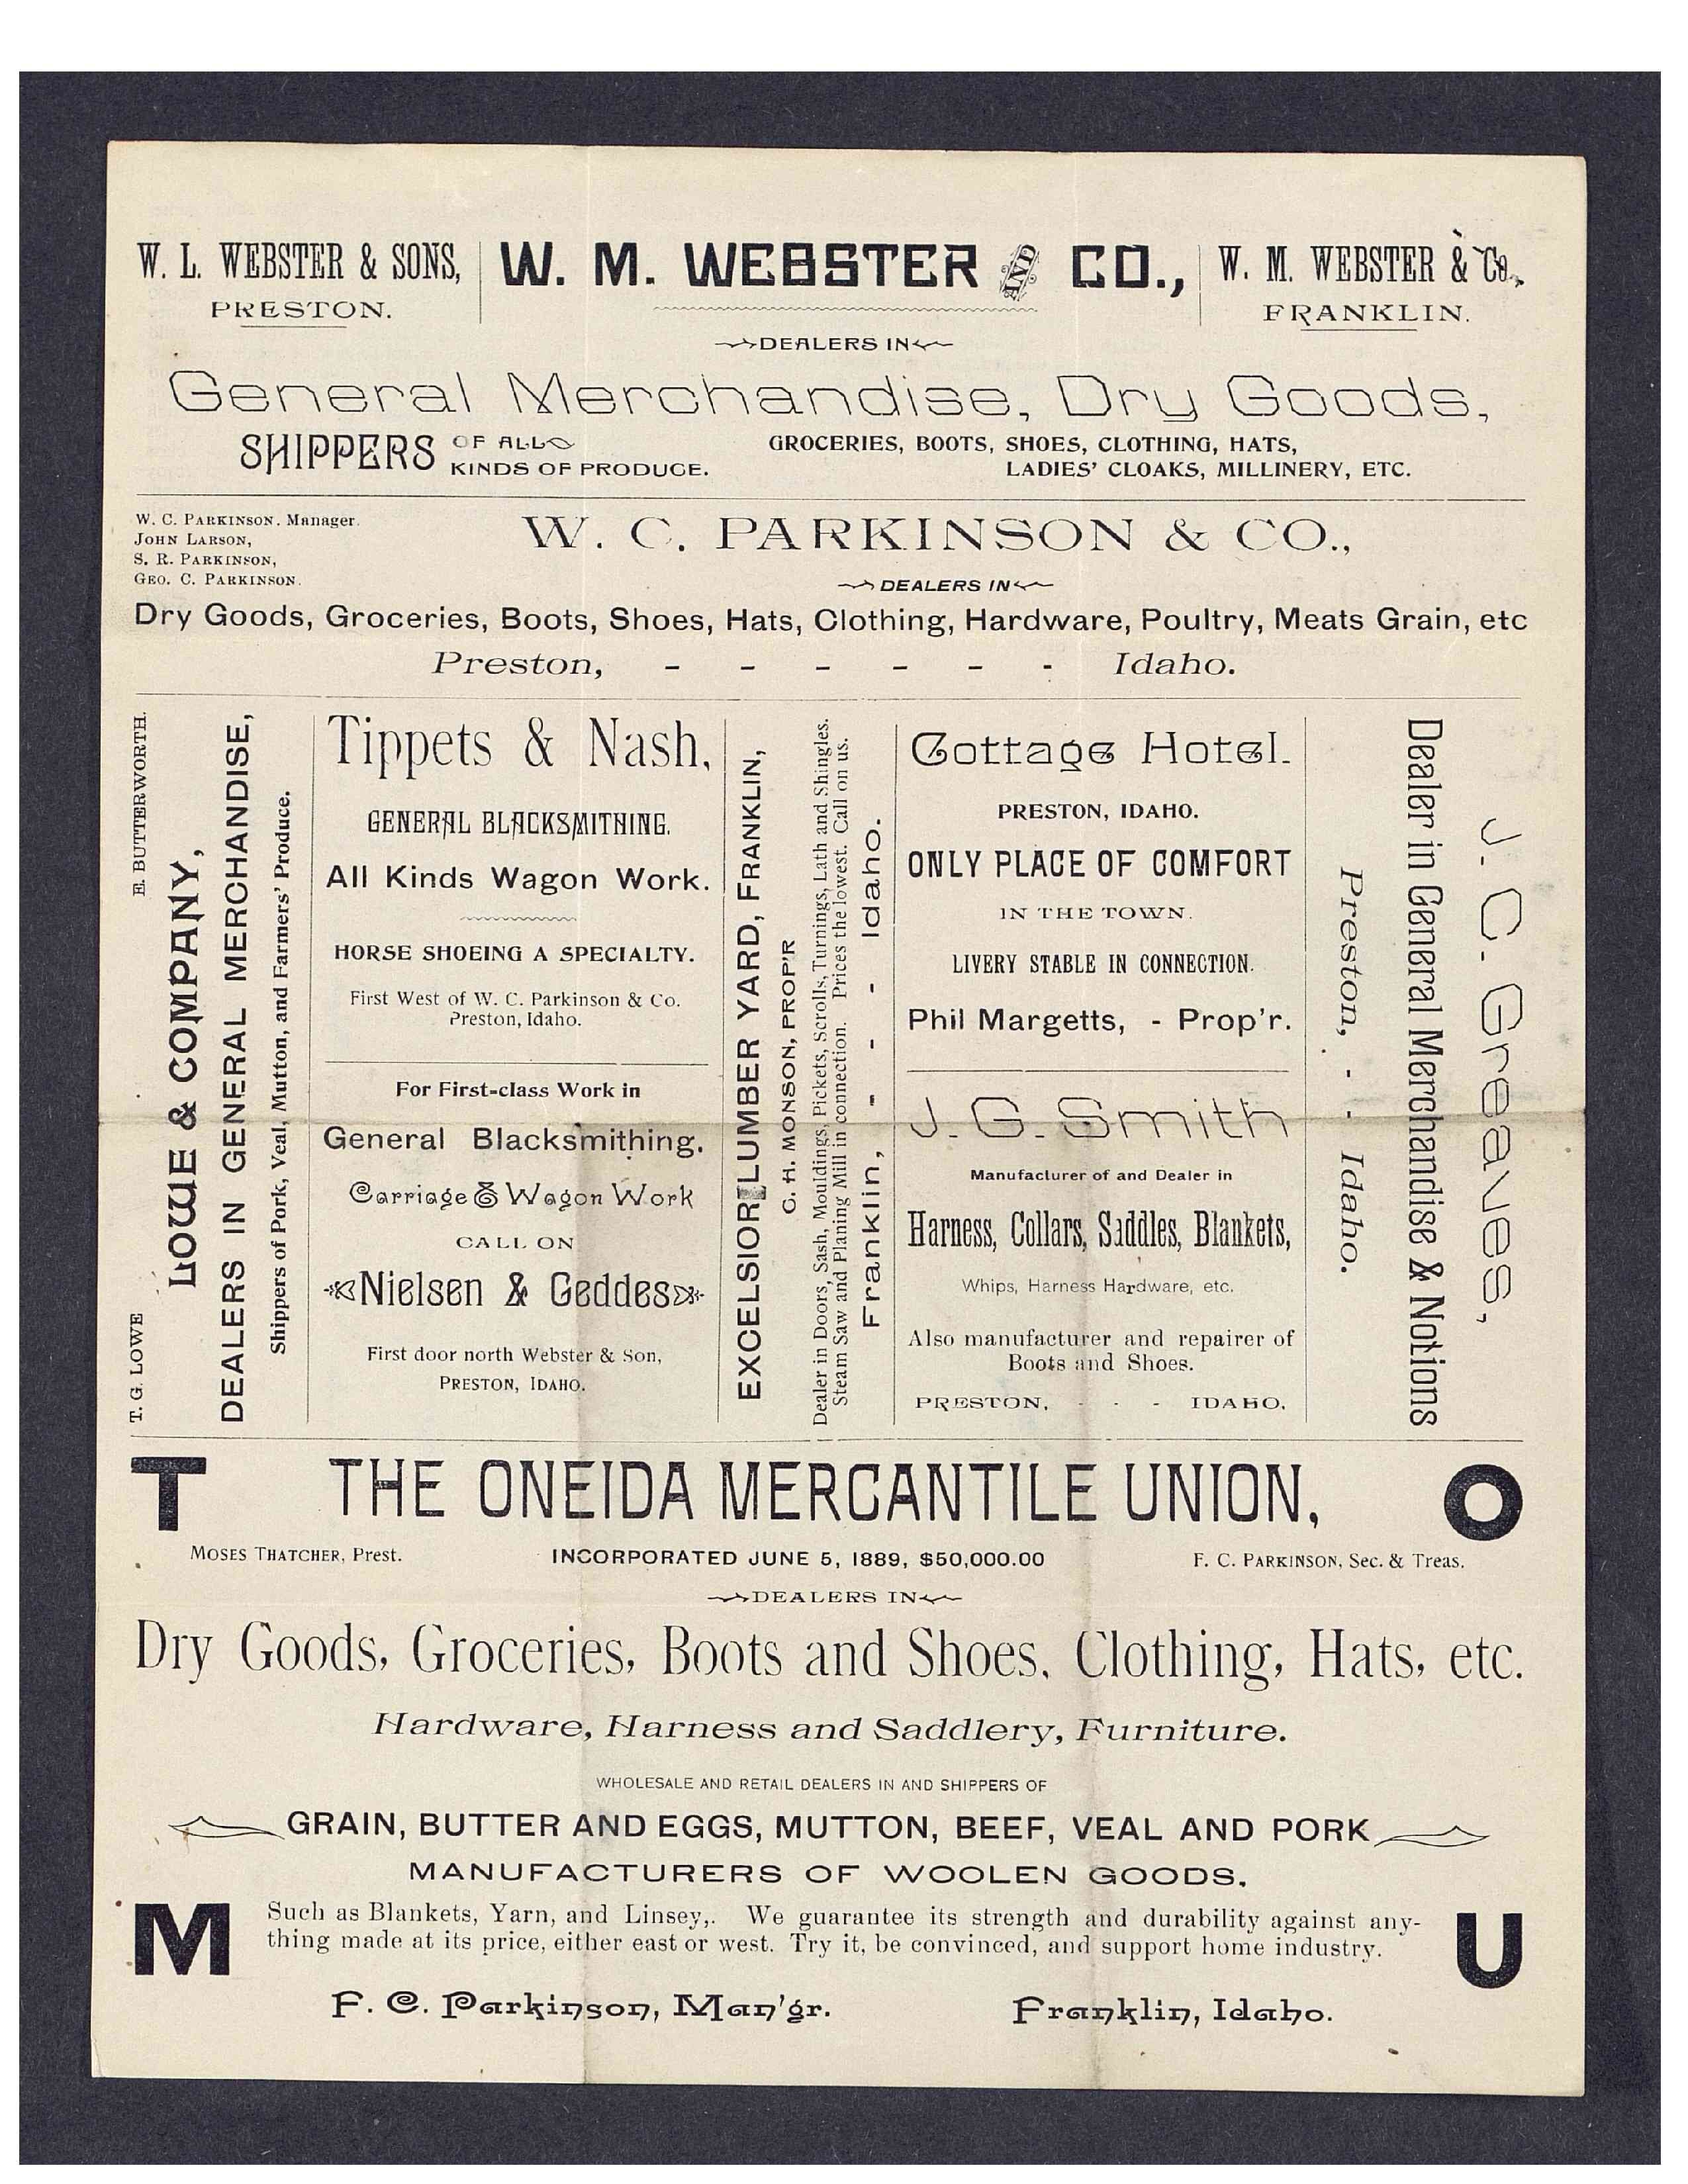 W. L. WEBSTER & SONS,
PRESTON.
W. M. WEBSTER AND CO.,
W. M. WEBSTER & Co.,
FRANKLIN.
DEALERS IN
General Merchandise, Dry Goods,
SHIPPERS OF ALL
KINDS OF PRODUCE.
GROCERIES, BOOTS, SHOES, CLOTHING, HATS,
LADIES' CLOAKS, MILLINERY, ETC.
W. C. PARKINSON. Manager.
JOHN LARSON,
S. R. PARKINSON,
GEO. C. PARKINSON.
W. C. PARKINSON & CO.,
DEALERS IN
Dry Goods, Groceries, Boots, Shoes, Hats, Clothing, Hardware, Poultry, Meats Grain, etc
Preston, - - - - - - Idaho.
T. G. LOWE E. BUTTERWORTH.
LOWE & COMPANY,
DEALERS IN GENERAL MERCHANDISE,
Shippers of Pork, Veal, Mutton, and Farmers' Produce.
Tippets & Nash,
GENERAL BLACKSMITHING.
All Kinds Wagon Work.
HORSE SHOEING A SPECIALTY.
First West of W. C. Parkinson & Co.
Preston, Idaho.
For First-class Work in
General Blacksmithing.
Carriage & Wagon Work
CALL ON
Nielsen & Geddes
First door north Webster & Son,
PRESTON, IDAHO.
EXCELSIOR LUMBER YARD, FRANKLIN,
C. H. MONSON, PROP'R
Dealer in Doors, Sash, Mouldings, Pickets, Scrolls, Turnings, Lath and Shingles.
Steam Saw and Planing Mill in connection. Prices the lowest. Call on us.
Franklin, - - - Idaho.
Cottage Hotel.
PRESTON, IDAHO.
ONLY PLACE OF COMFORT
IN THE TOWN.
LIVERY STABLE IN CONNECTION.
Phil Margetts, - Prop'r.
J. G. Smith
Manufacturer of and Dealer in
Harness, Collars, Saddles, Blankets,
Whips, Harness Hardware, etc.
Also manufacturer and repairer of
Boots and Shoes.
PRESTON, - - - IDAHO.
J. C. Greaves,
Dealer in General Merchandise & Notions
Preston, - - Idaho.
T THE ONEIDA MERCANTILE UNION, O
MOSES THATCHER, Prest. INCORPORATED JUNE 5, 1889, $50,000.00 F. C. PARKINSON, Sec. & Treas.
DEALERS IN
Dry Goods, Groceries, Boots and Shoes, Clothing, Hats, etc.
Hardware, Harness and Saddlery, Furniture.
WHOLESALE AND RETAIL DEALERS IN AND SHIPPERS OF
GRAIN, BUTTER AND EGGS, MUTTON, BEEF, VEAL AND PORK
MANUFACTURERS OF WOOLEN GOODS.
M U
Such as Blankets, Yarn, and Linsey,. We guarantee its strength and durability against any-
thing made at its price, either east or west. Try it, be convinced, and support home industry.
F. C. Parkinson, Man'gr. Franklin, Idaho.